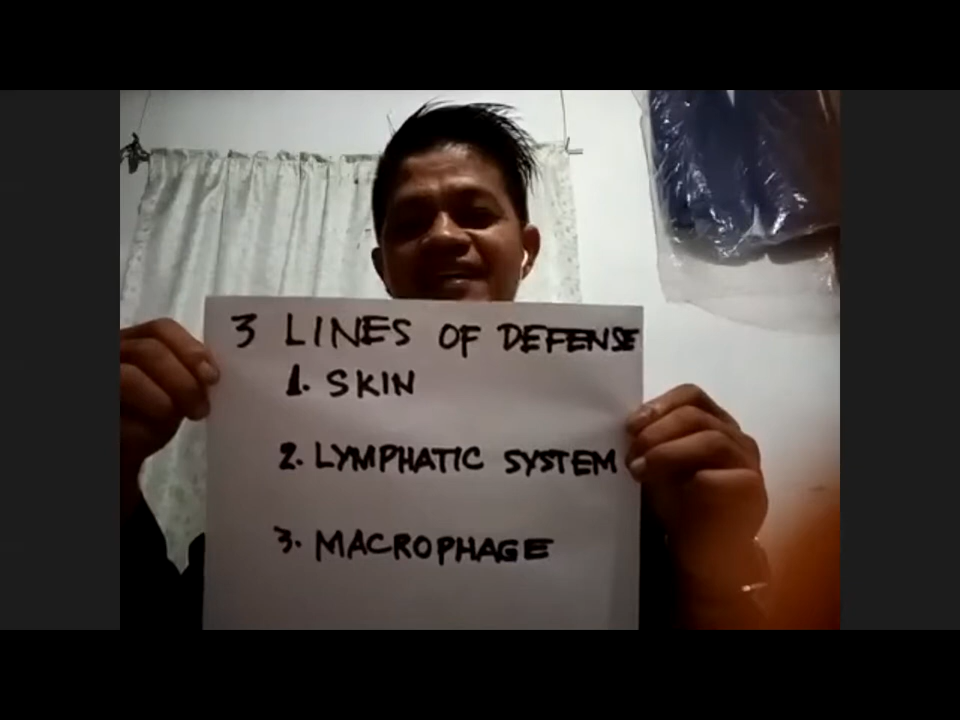 3 LINES OF DEFENSE
1. SKIN
2. LYMPHATIC SYSTEM
3. MACROPHAGE